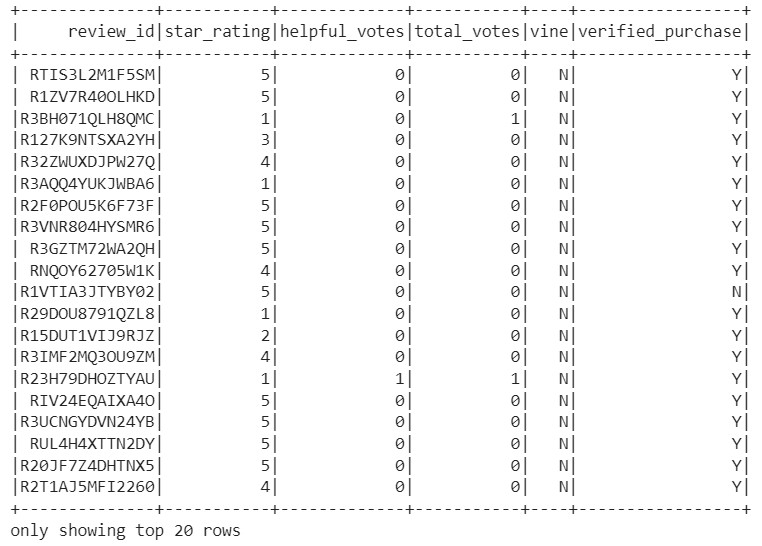 +--------------+-----------+-------------+-----------+----+-----------------+
|     review_id|star_rating|helpful_votes|total_votes|vine|verified_purchase|
+--------------+-----------+-------------+-----------+----+-----------------+
| RTIS3L2M1F5SM|          5|            0|          0|   N|                Y|
| R1ZV7R40OLHKD|          5|            0|          0|   N|                Y|
|R3BH071QLH8QMC|          1|            0|          1|   N|                Y|
|R127K9NTSXA2YH|          3|            0|          0|   N|                Y|
|R32ZWUXDJPW27Q|          4|            0|          0|   N|                Y|
|R3AQQ4YUKJWBA6|          1|            0|          0|   N|                Y|
|R2F0POU5K6F73F|          5|            0|          0|   N|                Y|
|R3VNR804HYSMR6|          5|            0|          0|   N|                Y|
| R3GZTM72WA2QH|          5|            0|          0|   N|                Y|
| RNQOY62705W1K|          4|            0|          0|   N|                Y|
|R1VTIA3JTYBY02|          5|            0|          0|   N|                N|
|R29DOU8791QZL8|          1|            0|          0|   N|                Y|
|R15DUT1VIJ9RJZ|          2|            0|          0|   N|                Y|
|R3IMF2MQ3OU9ZM|          4|            0|          0|   N|                Y|
|R23H79DHOZTYAU|          1|            1|          1|   N|                Y|
| RIV24EQAIXA4O|          5|            0|          0|   N|                Y|
|R3UCNGYDVN24YB|          5|            0|          0|   N|                Y|
| RUL4H4XTTN2DY|          5|            0|          0|   N|                Y|
|R20JF7Z4DHTNX5|          5|            0|          0|   N|                Y|
|R2T1AJ5MFI2260|          4|            0|          0|   N|                Y|
+--------------+-----------+-------------+-----------+----+-----------------+
only showing top 20 rows